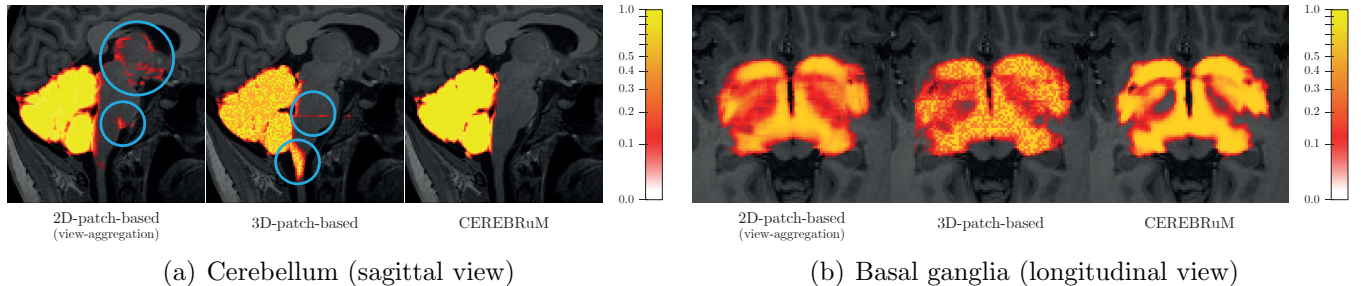 1.0
0.5
0.4
0.3
0.2
0.1
0.0
2D-patch-based
(view-aggregation)
3D-patch-based
CEREBRuM
(a) Cerebellum (sagittal view)
1.0
0.5
0.4
0.3
0.2
0.1
0.0
2D-patch-based
(view-aggregation)
3D-patch-based
CEREBRuM
(b) Basal ganglia (longitudinal view)